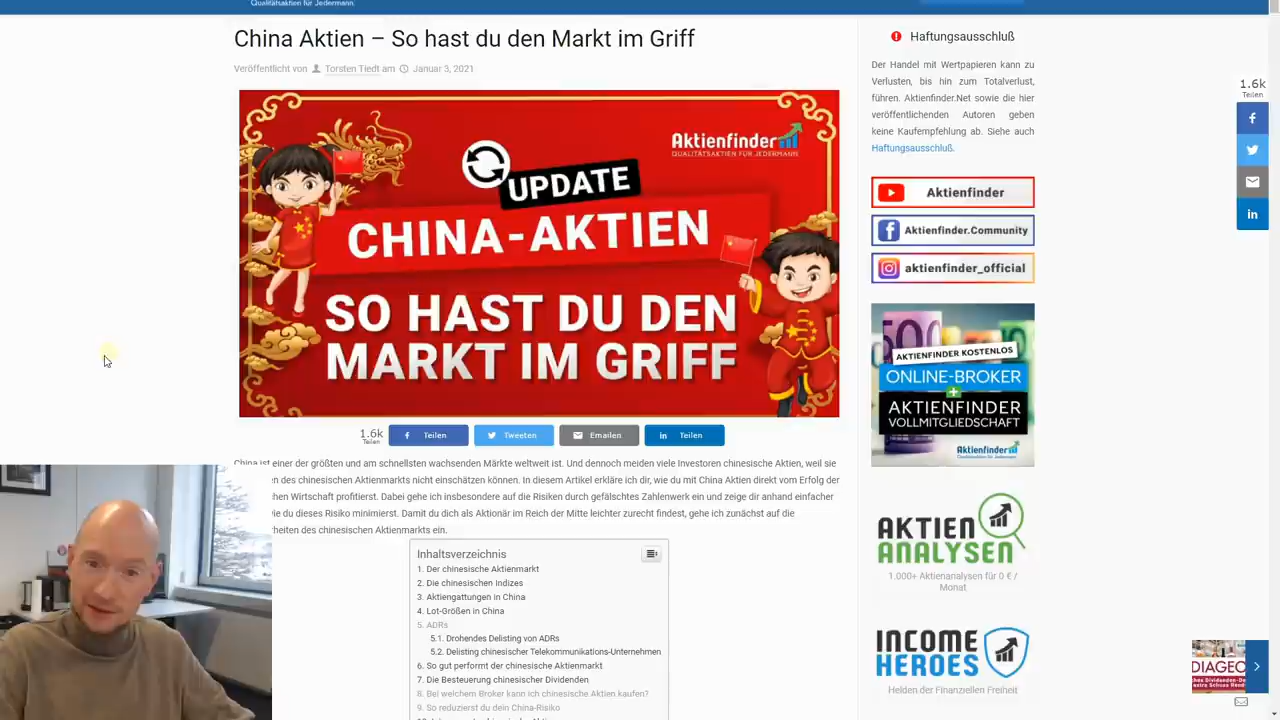 Qualitätsaktien für Jedermann.
China Aktien – So hast du den Markt im Griff
Veröffentlicht von Torsten Tiedt am Januar 3, 2021
Aktienfinder
QUALITÄTSAKTIEN FÜR JEDERMANN
UPDATE
CHINA-AKTIEN
SO HAST DU DEN
MARKT IM GRIFF
1.6k
Teilen
Teilen
Tweeten
Emailen
Teilen
China ist einer der größten und am schnellsten wachsenden Märkte weltweit ist. Und dennoch meiden viele Investoren chinesische Aktien, weil sie
en des chinesischen Aktienmarkts nicht einschätzen können. In diesem Artikel erkläre ich dir, wie du mit China Aktien direkt vom Erfolg der
hen Wirtschaft profitierst. Dabei gehe ich insbesondere auf die Risiken durch gefälschtes Zahlenwerk ein und zeige dir anhand einfacher
ie du dieses Risiko minimierst. Damit du dich als Aktionär im Reich der Mitte leichter zurecht findest, gehe ich zunächst auf die
heiten des chinesischen Aktienmarkts ein.
Inhaltsverzeichnis
1. Der chinesische Aktienmarkt
2. Die chinesischen Indizes
3. Aktiengattungen in China
4. Lot-Größen in China
5. ADRs
5.1. Drohendes Delisting von ADRs
5.2. Delisting chinesischer Telekommunikations-Unternehmen
6. So gut performt der chinesische Aktienmarkt
7. Die Besteuerung chinesischer Dividenden
8. Bei welchem Broker kann ich chinesische Aktien kaufen?
9. So reduzierst du dein China-Risiko
Haftungsausschluß
Der Handel mit Wertpapieren kann zu
Verlusten, bis hin zum Totalverlust,
führen. Aktienfinder.Net sowie die hier
veröffentlichenden Autoren geben
keine Kaufempfehlung ab. Siehe auch
Haftungsausschluß.
Aktienfinder
Aktienfinder.Community
aktienfinder_official
500
AKTIENFINDER KOSTENLOS
ONLINE-BROKER
AKTIENFINDER
VOLLMITGLIEDSCHAFT
Aktienfinder
AKTIEN
ANALYSEN
1.000+ Aktienanalysen für 0 € /
Monat
INCOME
HEROES
Helden der Finanziellen Freiheit
1.6k
Teilen
DIAGEO